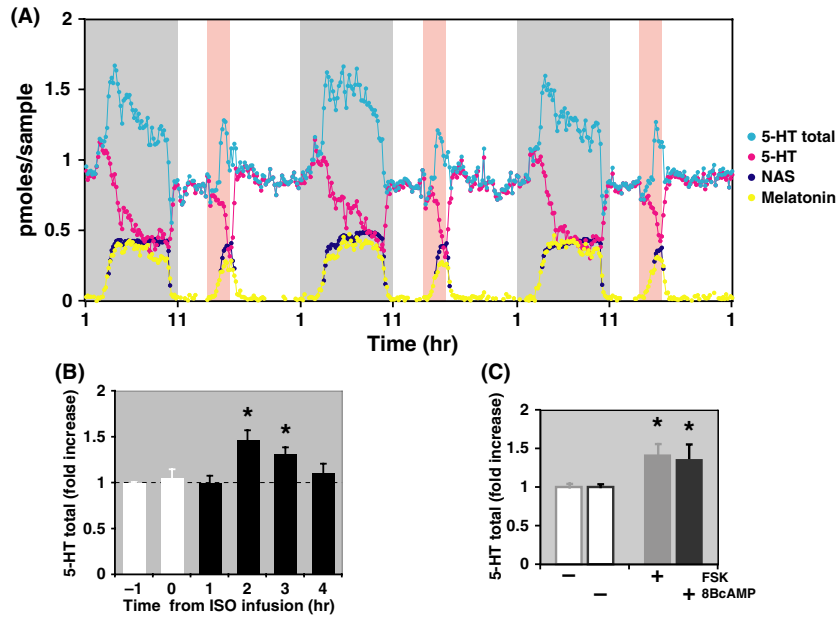 (A)
2
1.5
1
0.5
0
pmoles/sample
1 11 1 11 1 11 1
Time (hr)
5-HT total
5-HT
NAS
Melatonin
(B)
5-HT total (fold increase)
2
1.5
1
0.5
0
* *
–1 0 1 2 3 4
Time from ISO infusion (hr)
(C)
5-HT total (fold increase)
2
1.5
1
0.5
0
* *
– + FSK
– + 8BcAMP